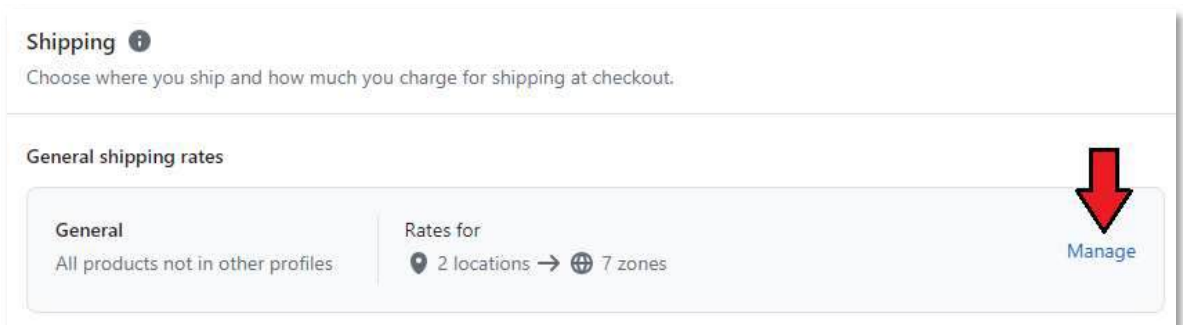 Shipping
Choose where you ship and how much you charge for shipping at checkout.
General shipping rates
General
All products not in other profiles
Rates for
2 locations → 7 zones
Manage